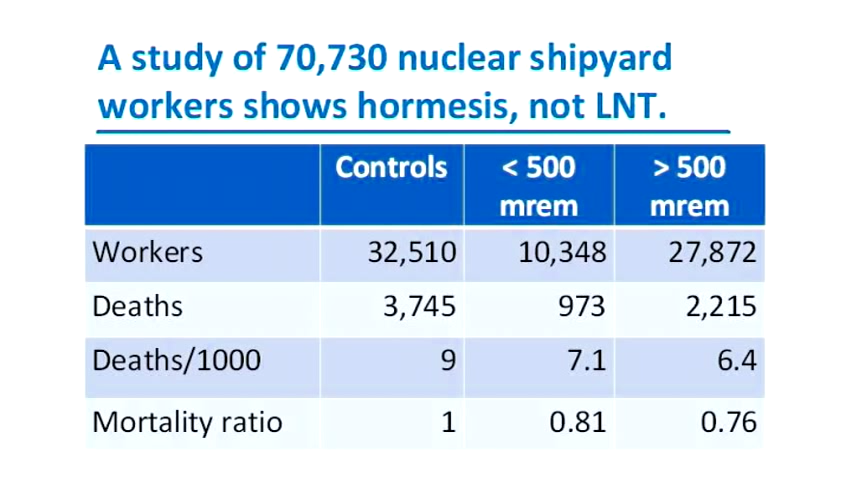 A study of 70,730 nuclear shipyard
workers shows hormesis, not LNT.
Controls < 500 mrem > 500 mrem
Workers 32,510 10,348 27,872
Deaths 3,745 973 2,215
Deaths/1000 9 7.1 6.4
Mortality ratio 1 0.81 0.76